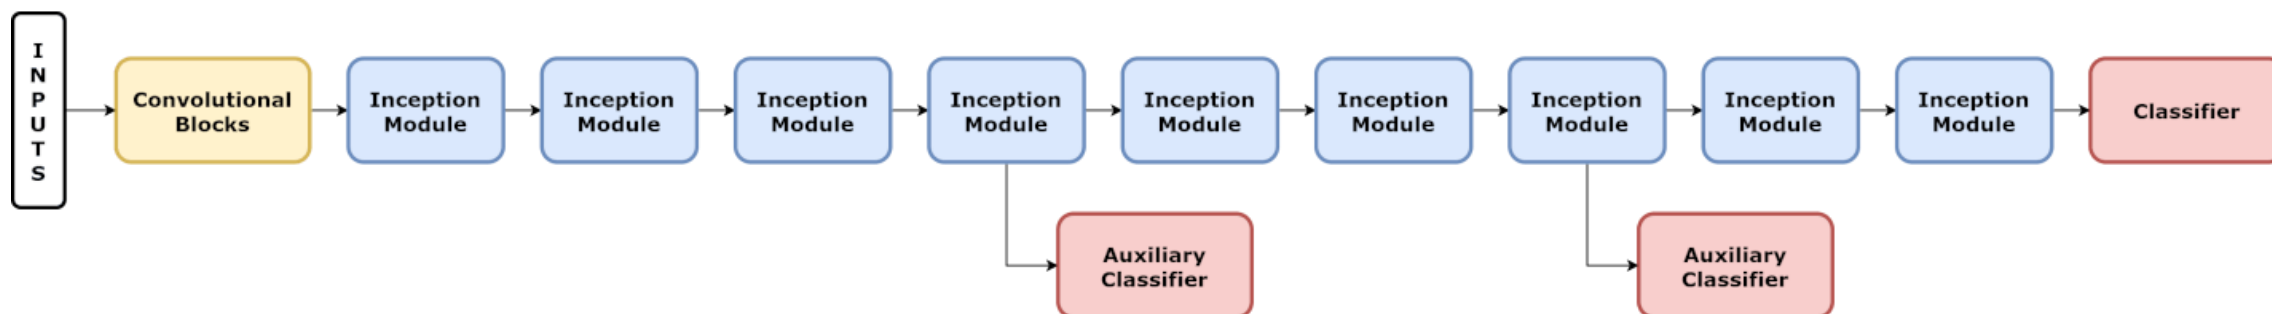 I
N
P
U
T
S
Convolutional
Blocks
Inception
Module
Inception
Module
Inception
Module
Inception
Module
Inception
Module
Inception
Module
Inception
Module
Inception
Module
Inception
Module
Classifier
Auxiliary
Classifier
Auxiliary
Classifier